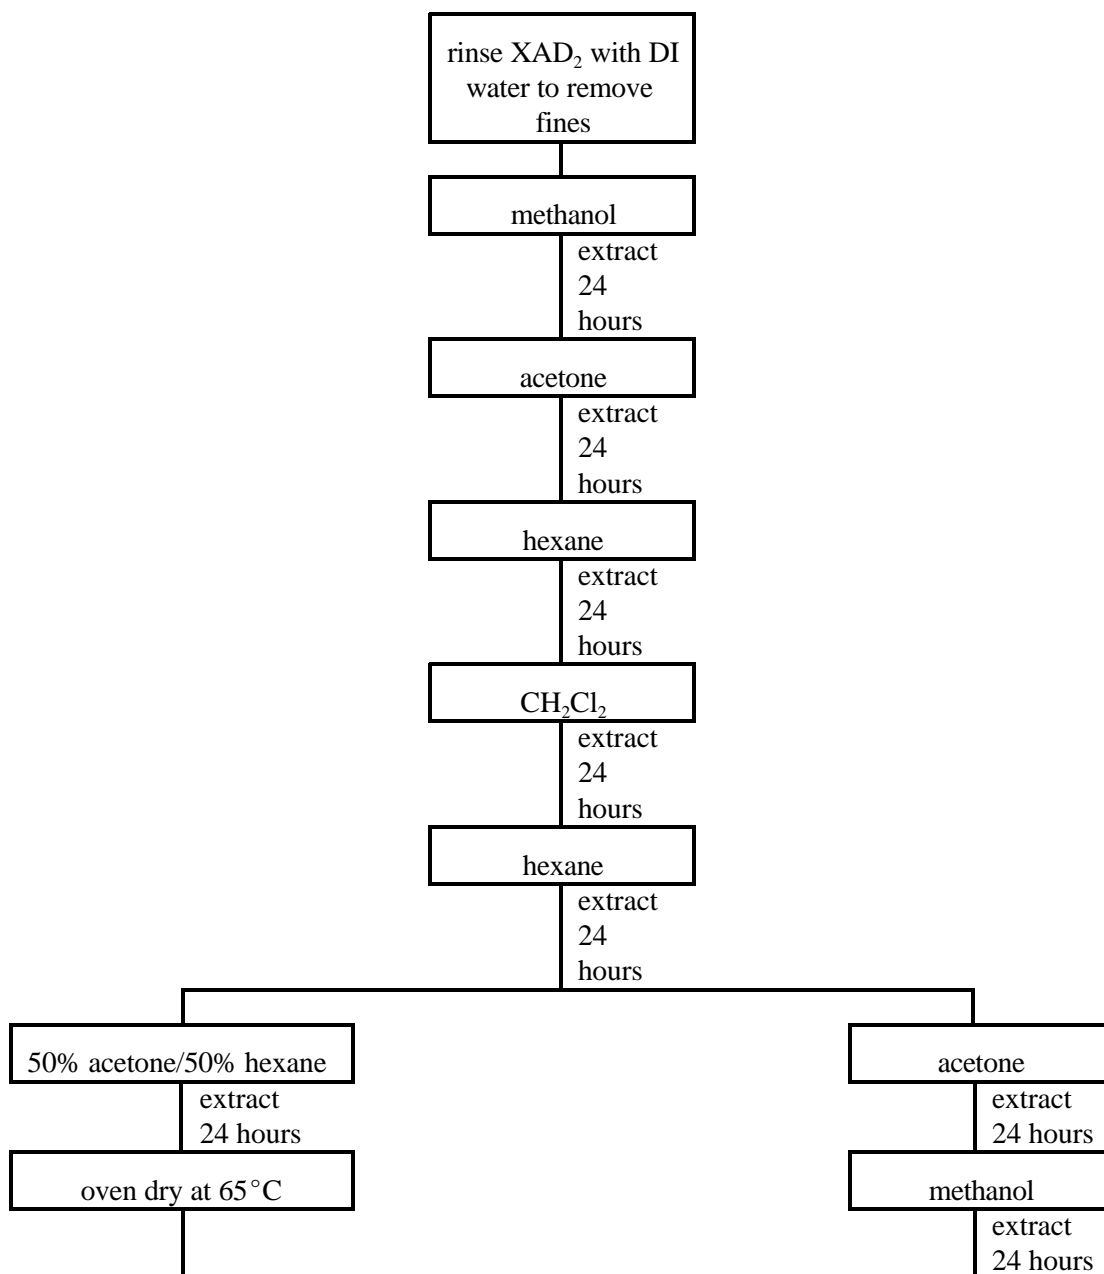 rinse XAD₂ with DI
water to remove
fines
methanol
extract
24
hours
acetone
extract
24
hours
hexane
extract
24
hours
CH₂Cl₂
extract
24
hours
hexane
extract
24
hours
50% acetone/50% hexane
extract
24 hours
oven dry at 65°C
acetone
extract
24 hours
methanol
extract
24 hours